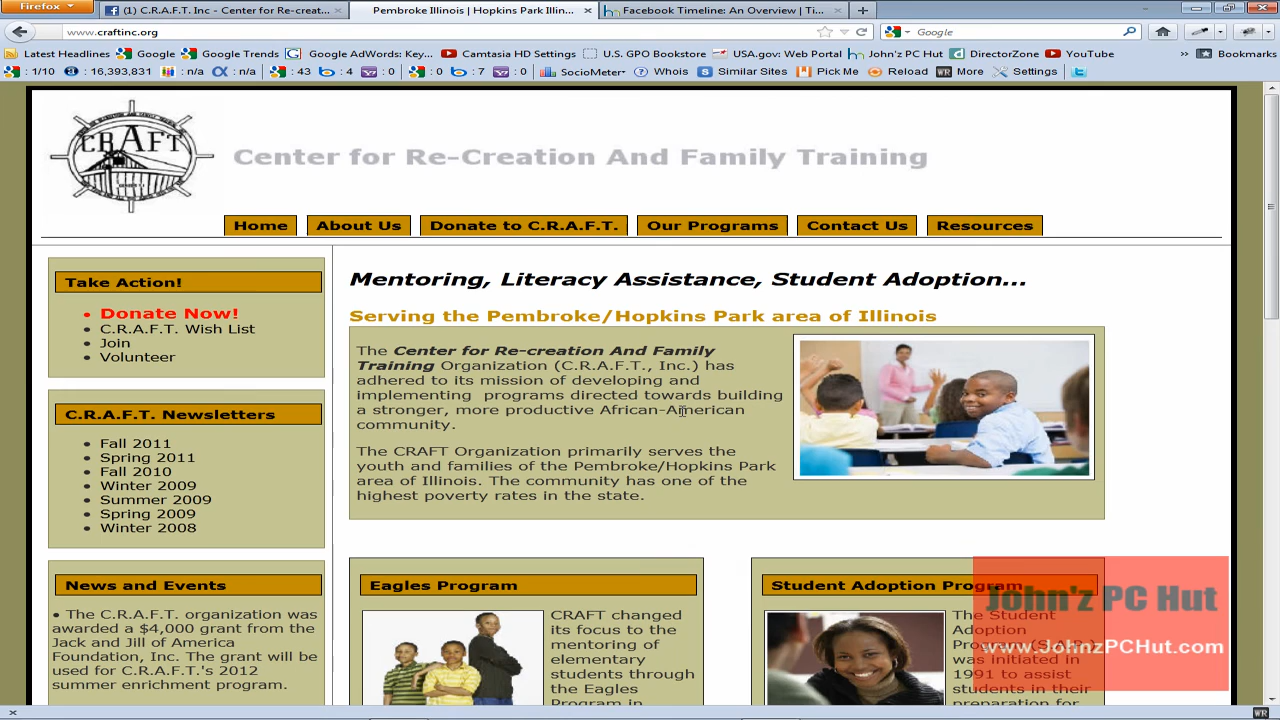 Firefox
(1) C.R.A.F.T. Inc - Center for Re-creat...
Pembroke Illinois | Hopkins Park Illin...
Facebook Timeline: An Overview | Ti...
www.craftinc.org
Google
Latest Headlines
Google
Google Trends
Google AdWords: Key...
Camtasia HD Settings
U.S. GPO Bookstore
USA.gov: Web Portal
John'z PC Hut
DirectorZone
YouTube
Bookmarks
: 1/10
: 16,393,831
: n/a
: n/a
: 43
: 4
: 0
: 0
: 7
: 0
SocioMeter
Whois
Similar Sites
Pick Me
Reload
More
Settings
CRAFT
Center for Re-Creation And Family Training
Home
About Us
Donate to C.R.A.F.T.
Our Programs
Contact Us
Resources
Take Action!
Donate Now!
C.R.A.F.T. Wish List
Join
Volunteer
C.R.A.F.T. Newsletters
Fall 2011
Spring 2011
Fall 2010
Winter 2009
Summer 2009
Spring 2009
Winter 2008
News and Events
• The C.R.A.F.T. organization was
awarded a $4,000 grant from the
Jack and Jill of America
Foundation, Inc. The grant will be
used for C.R.A.F.T.'s 2012
summer enrichment program.
Mentoring, Literacy Assistance, Student Adoption...
Serving the Pembroke/Hopkins Park area of Illinois
The Center for Re-creation And Family
Training Organization (C.R.A.F.T., Inc.) has
adhered to its mission of developing and
implementing programs directed towards building
a stronger, more productive African-American
community.
The CRAFT Organization primarily serves the
youth and families of the Pembroke/Hopkins Park
area of Illinois. The community has one of the
highest poverty rates in the state.
Eagles Program
CRAFT changed
its focus to the
mentoring of
elementary
students through
the Eagles
Program in
Student Adoption Program
The Student
Adoption
Program (S.A.P.)
was initiated in
1991 to assist
students in their
preparation for
John'z PC Hut
www.JohnzPCHut.com
WR